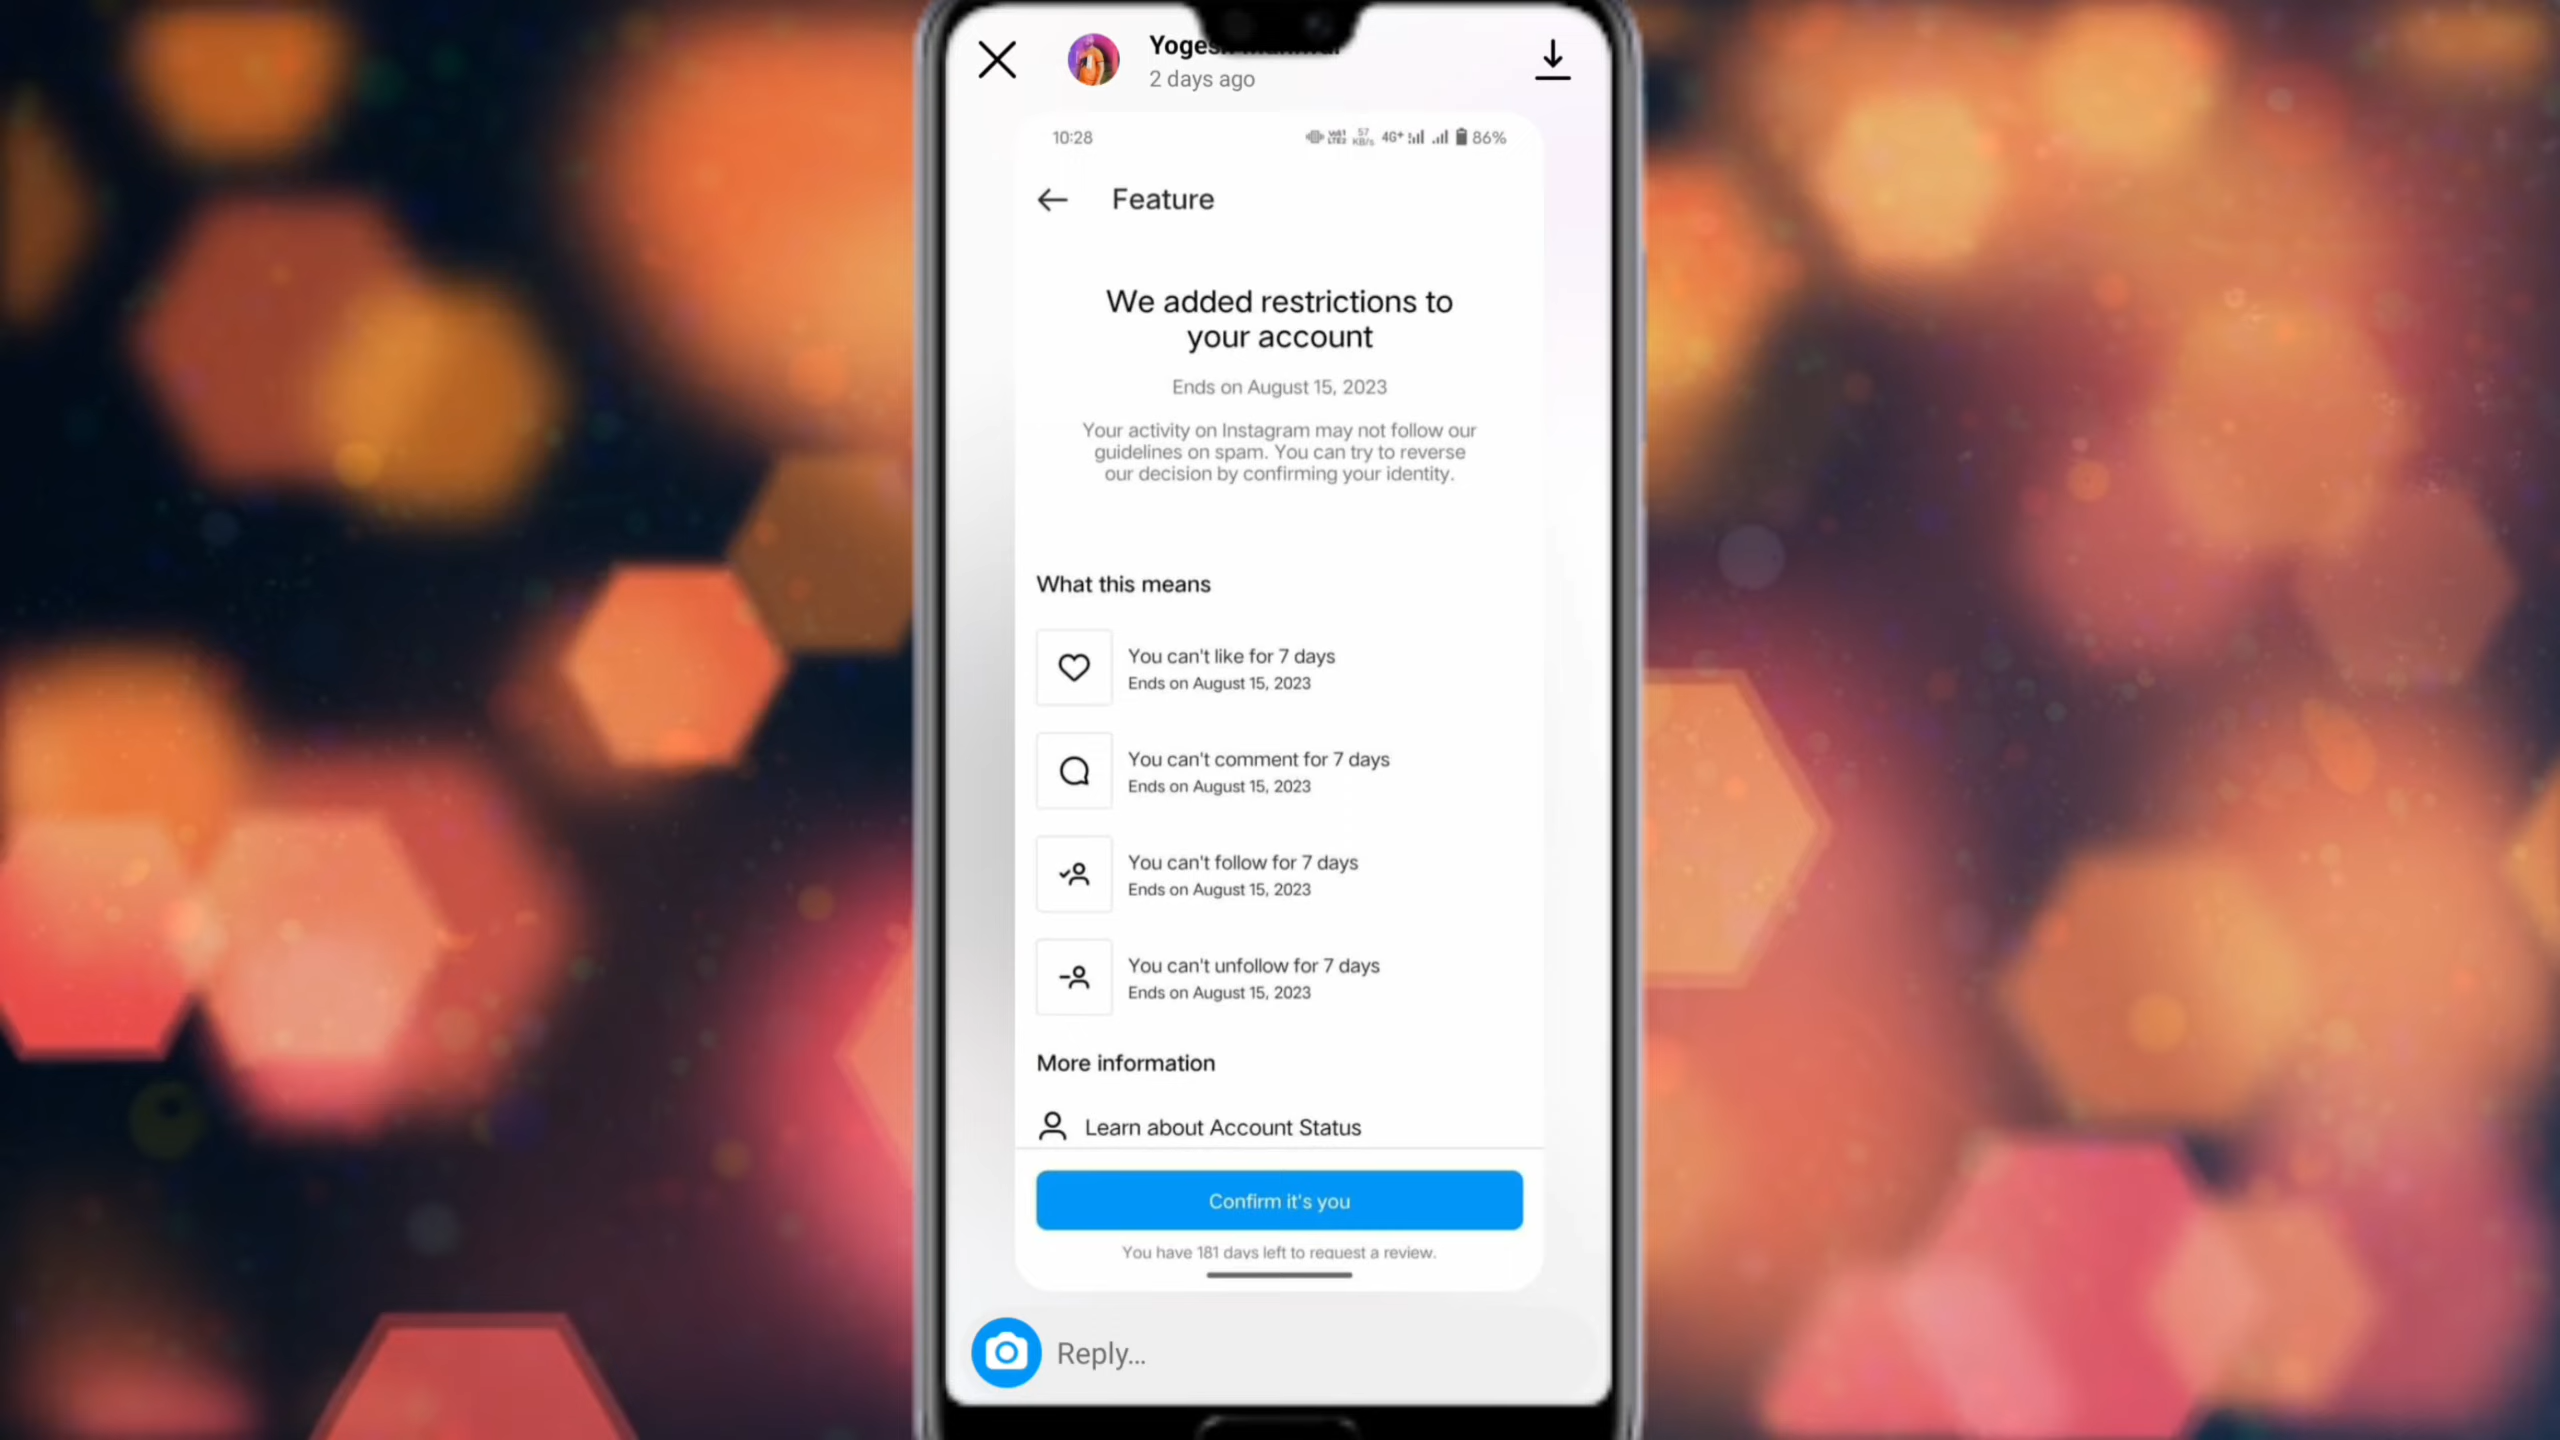 Yoges
2 days ago
10:28
57
KB/s
4G+
86%
Feature
We added restrictions to
your account
Ends on August 15, 2023
Your activity on Instagram may not follow our
guidelines on spam. You can try to reverse
our decision by confirming your identity.
What this means
You can't like for 7 days
Ends on August 15, 2023
You can't comment for 7 days
Ends on August 15, 2023
You can't follow for 7 days
Ends on August 15, 2023
You can't unfollow for 7 days
Ends on August 15, 2023
More information
Learn about Account Status
Confirm it's you
You have 181 days left to request a review.
Reply...